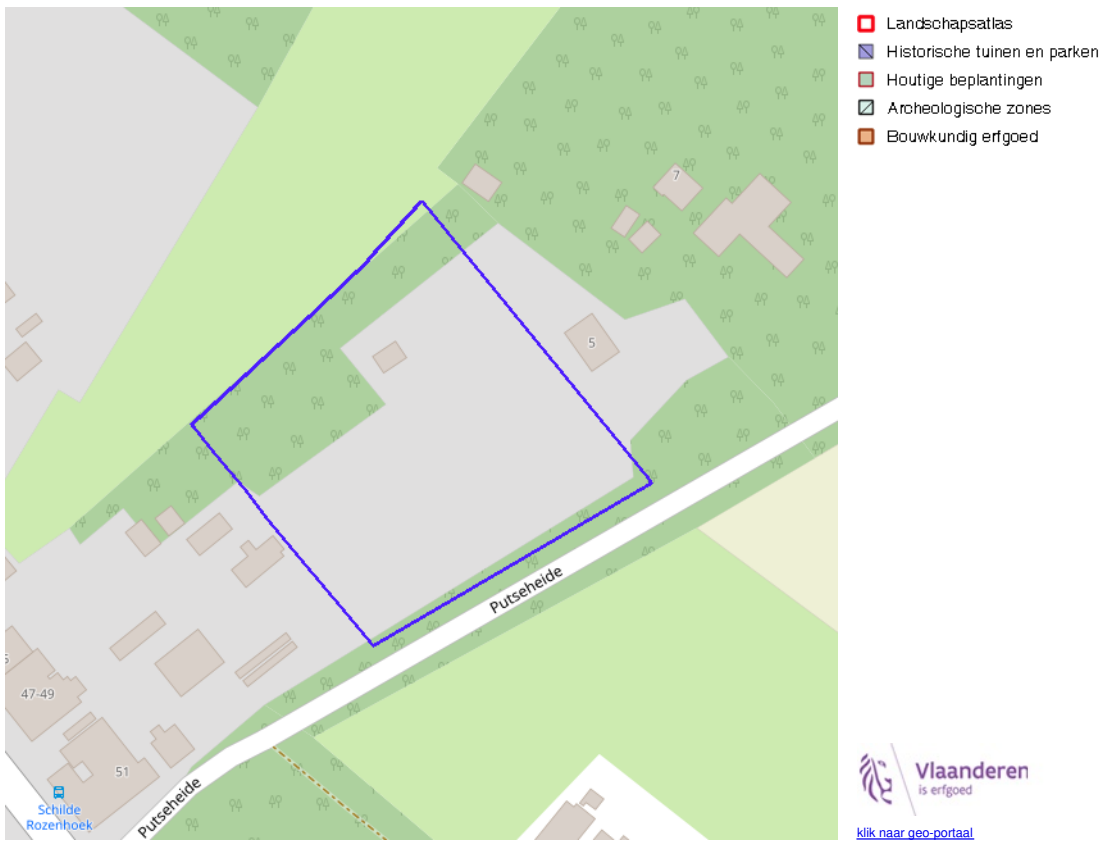 Landschapsatlas
Historische tuinen en parken
Houtige beplantingen
Archeologische zones
Bouwkundig erfgoed
7
5
Putseheide
47-49
51
Schilde
Rozenhoek
Putseheide
Vlaanderen
is erfgoed
klik naar geo-portaal